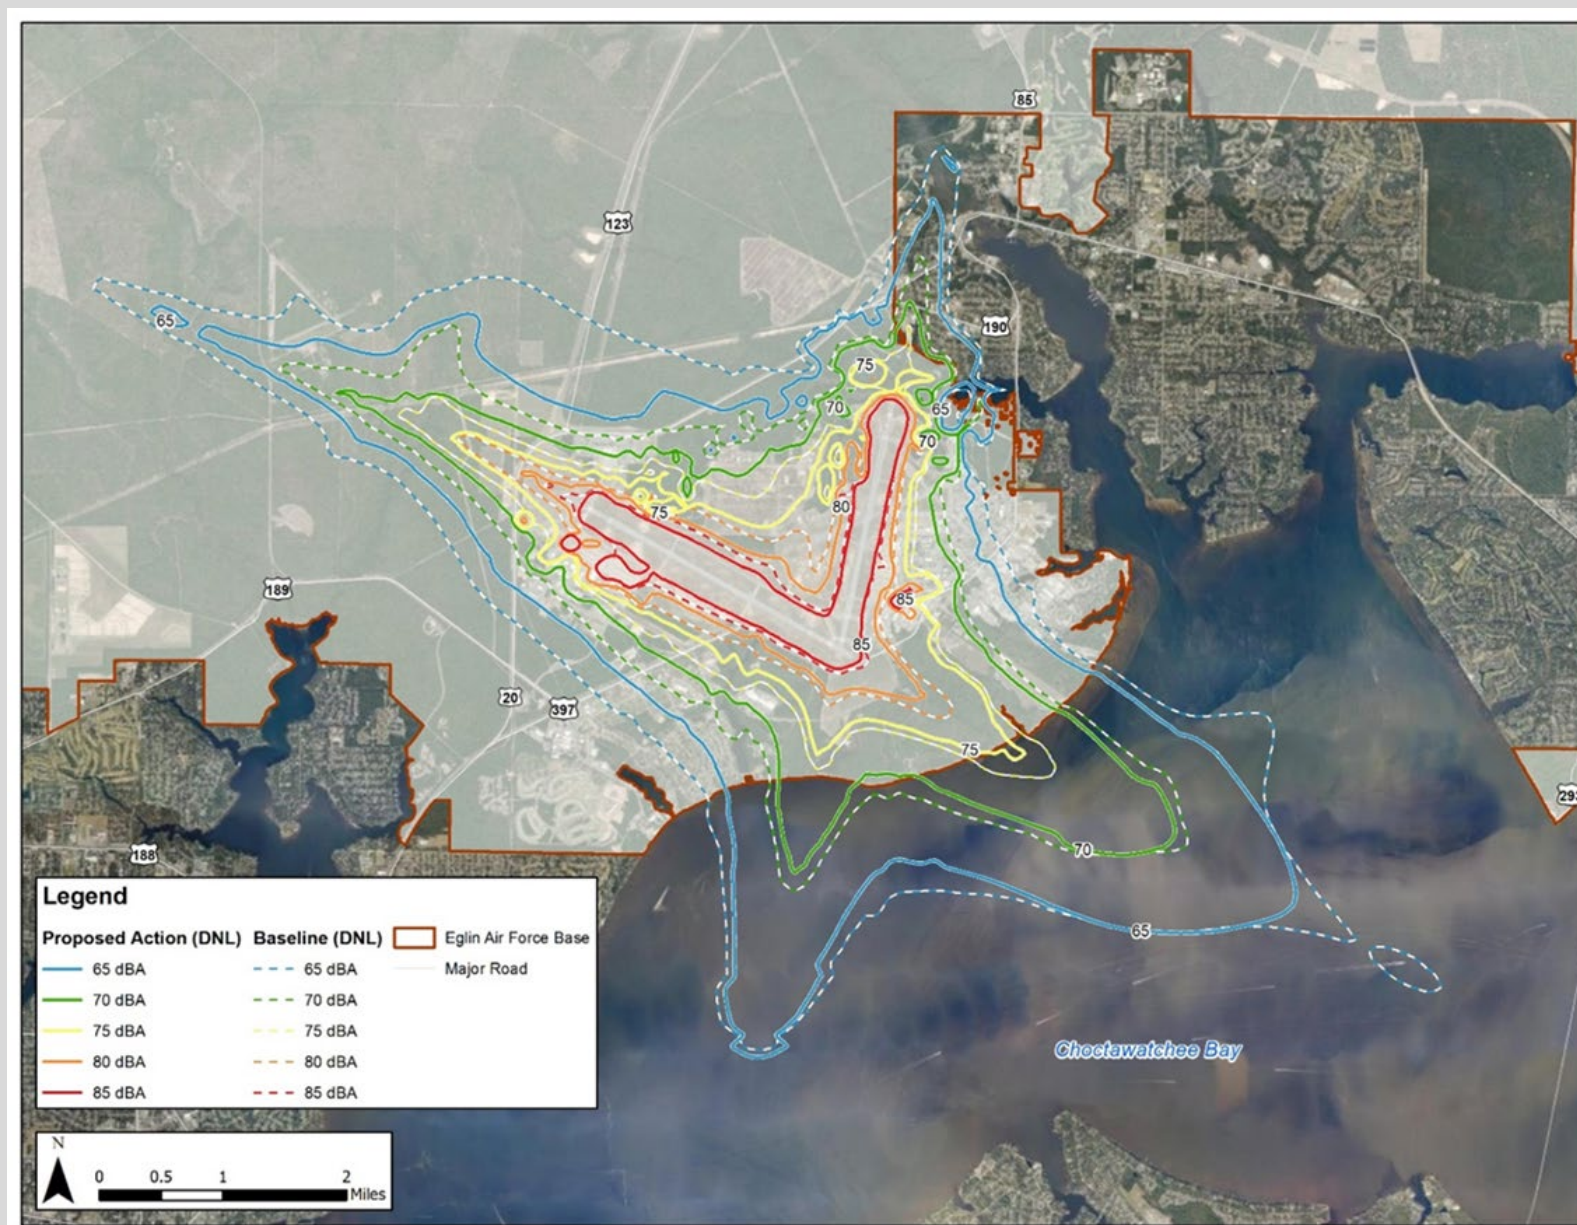 85
123
65
190
75
70
65
70
80
75
189
85
85
20
397
75
293
70
188
65
Choctawatchee Bay
Legend
Proposed Action (DNL) Baseline (DNL) Eglin Air Force Base
65 dBA 65 dBA Major Road
70 dBA 70 dBA
75 dBA 75 dBA
80 dBA 80 dBA
85 dBA 85 dBA
N
0 0.5 1 2
Miles